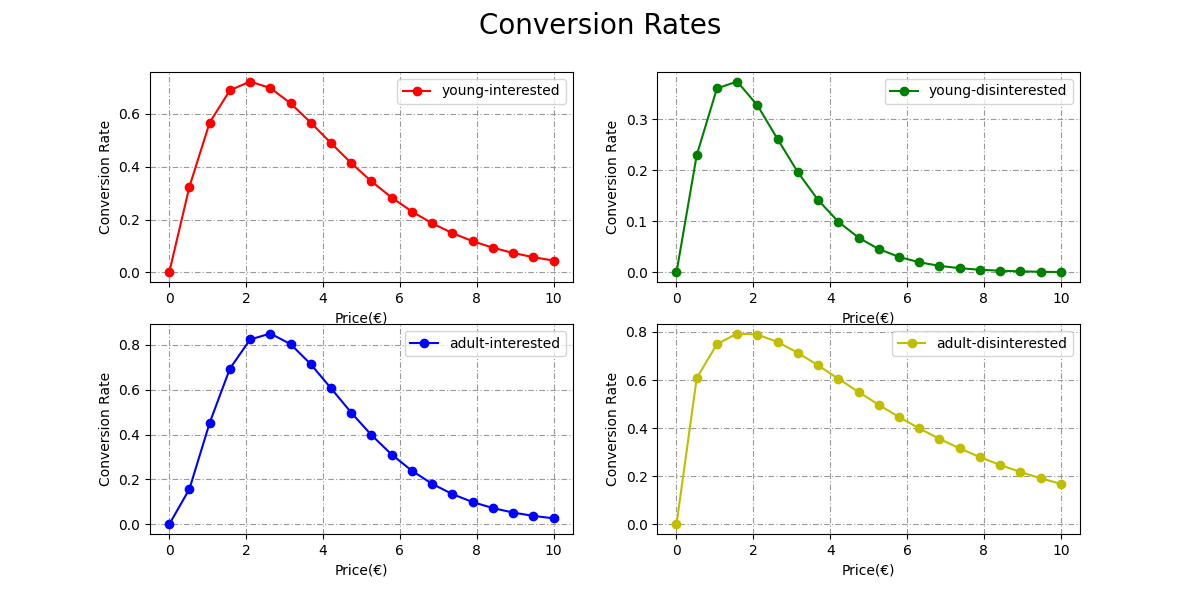 Conversion Rates
young-interested
Conversion Rate
0.6
0.4
0.2
0.0
0 2 4 6 8 10
Price(€)
young-disinterested
Conversion Rate
0.3
0.2
0.1
0.0
0 2 4 6 8 10
Price(€)
adult-interested
Conversion Rate
0.8
0.6
0.4
0.2
0.0
0 2 4 6 8 10
Price(€)
adult-disinterested
Conversion Rate
0.8
0.6
0.4
0.2
0.0
0 2 4 6 8 10
Price(€)